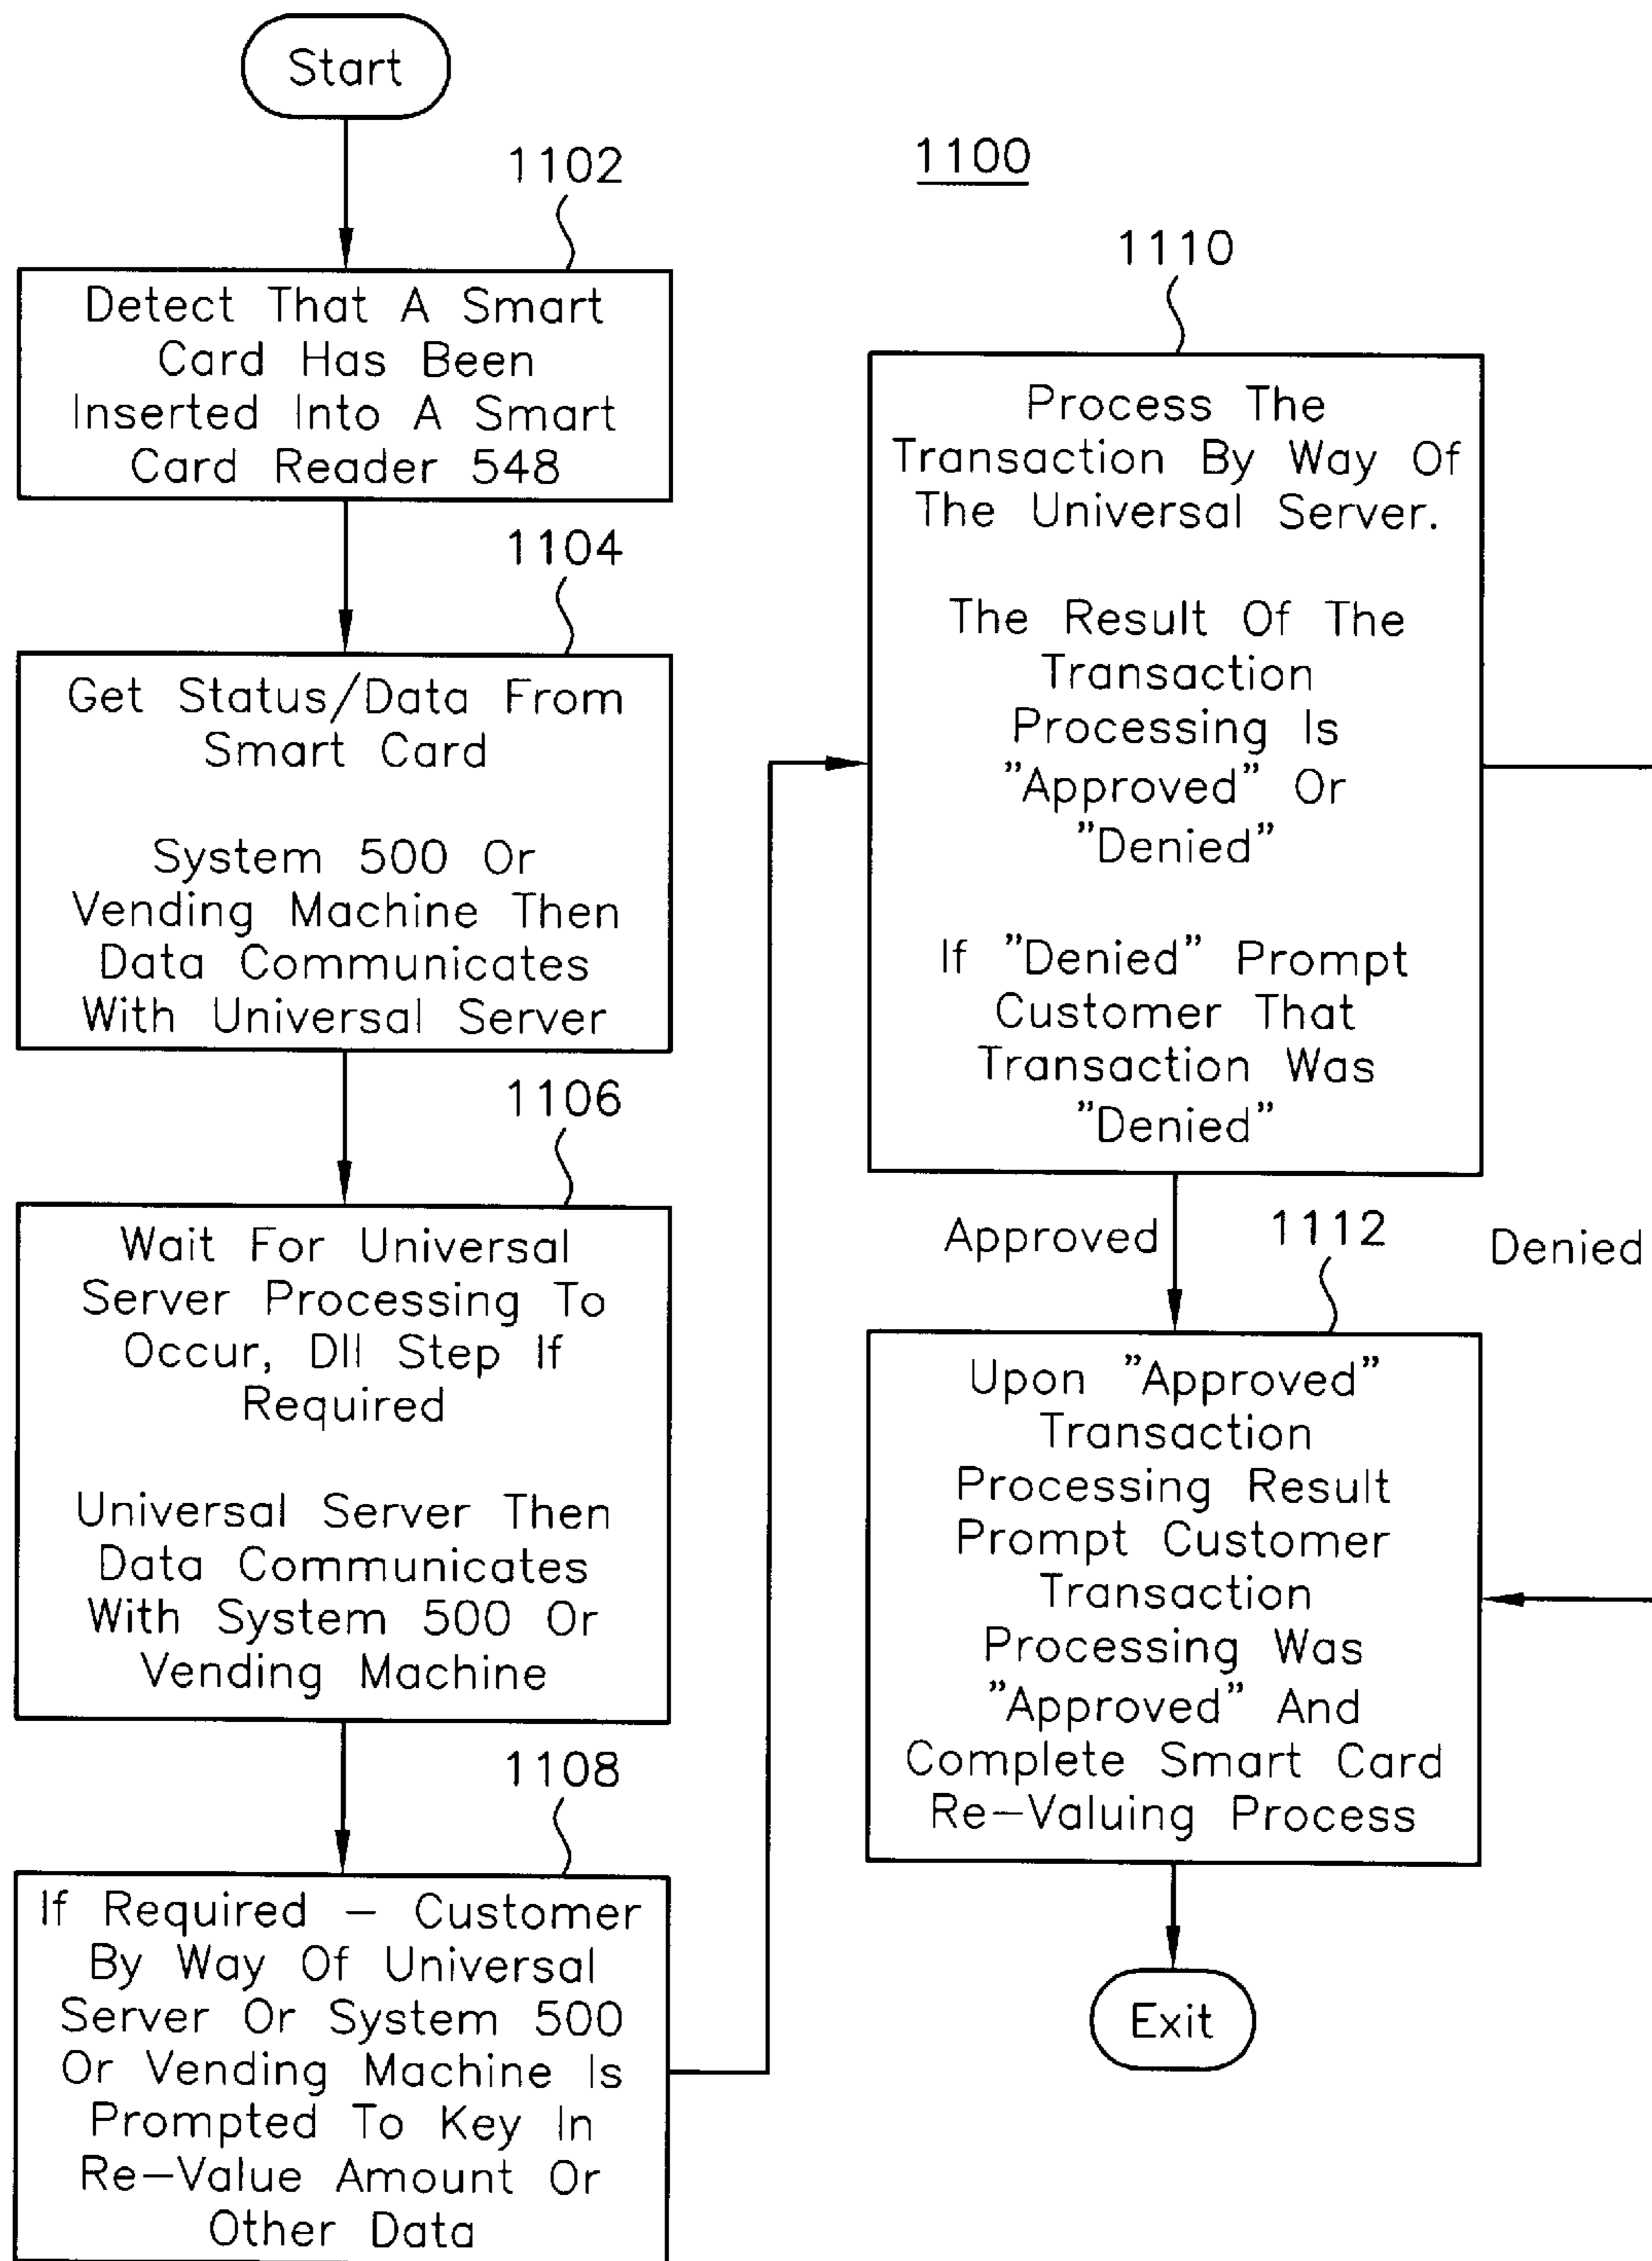 Start
1102
Detect That A Smart
Card Has Been
Inserted Into A Smart
Card Reader 548
1104
Get Status/Data From
Smart Card
System 500 Or
Vending Machine Then
Data Communicates
With Universal Server
1106
Wait For Universal
Server Processing To
Occur, DII Step If
Required
Universal Server Then
Data Communicates
With System 500 Or
Vending Machine
1108
If Required – Customer
By Way Of Universal
Server Or System 500
Or Vending Machine Is
Prompted To Key In
Re–Value Amount Or
Other Data
1100
1110
Process The
Transaction By Way Of
The Universal Server.
The Result Of The
Transaction
Processing Is
"Approved" Or
"Denied"
If "Denied" Prompt
Customer That
Transaction Was
"Denied"
Approved
1112
Denied
Upon "Approved"
Transaction
Processing Result
Prompt Customer
Transaction
Processing Was
"Approved" And
Complete Smart Card
Re–Valuing Process
Exit